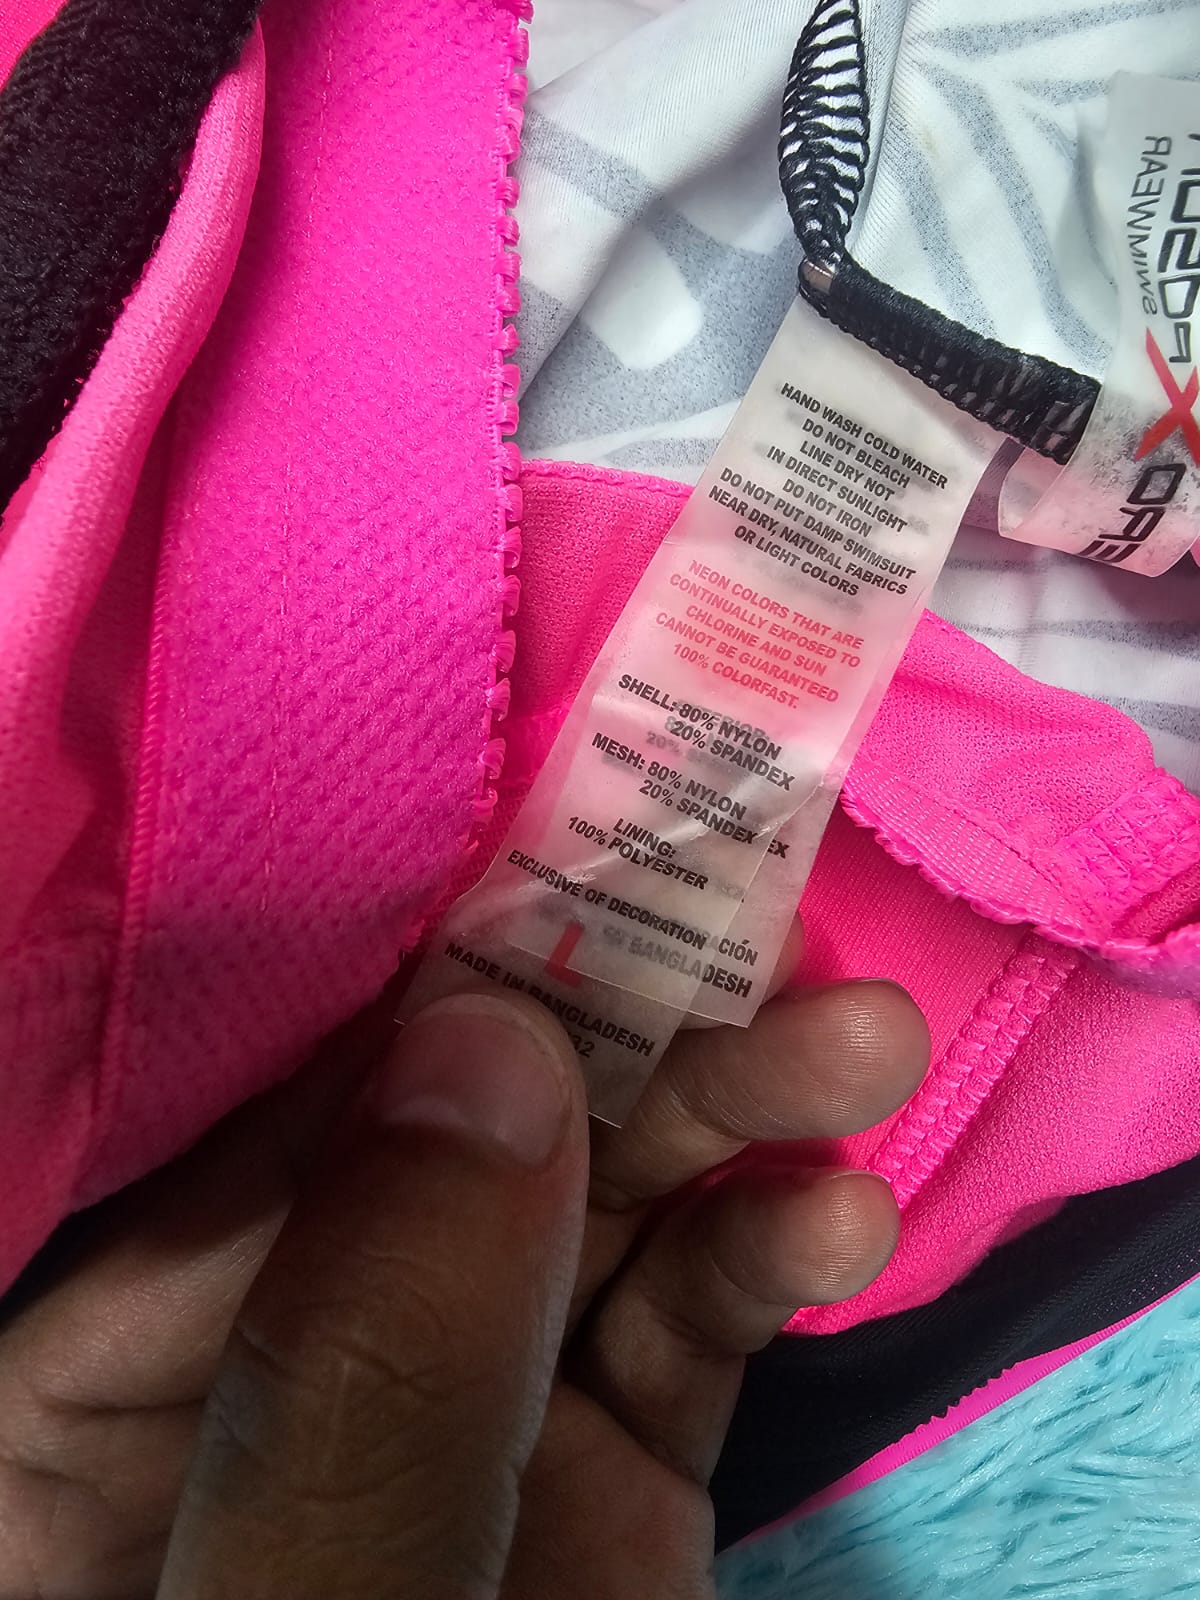 HAND WASH COLD WATER
DO NOT BLEACH
LINE DRY NOT
IN DIRECT SUNLIGHT
DO NOT IRON
DO NOT PUT DAMP SWIMSUIT
NEAR DRY, NATURAL FABRICS
OR LIGHT COLORS
NEON COLORS THAT ARE
CONTINUALLY EXPOSED TO
CHLORINE AND SUN
CANNOT BE GUARANTEED
100% COLORFAST.
SHELL: 80% NYLON
20% SPANDEX
MESH: 80% NYLON
20% SPANDEX
LINING:
100% POLYESTER
EXCLUSIVE OF DECORATION
L
MADE IN BANGLADESH
BANGLADESH
SWIMWEAR
X